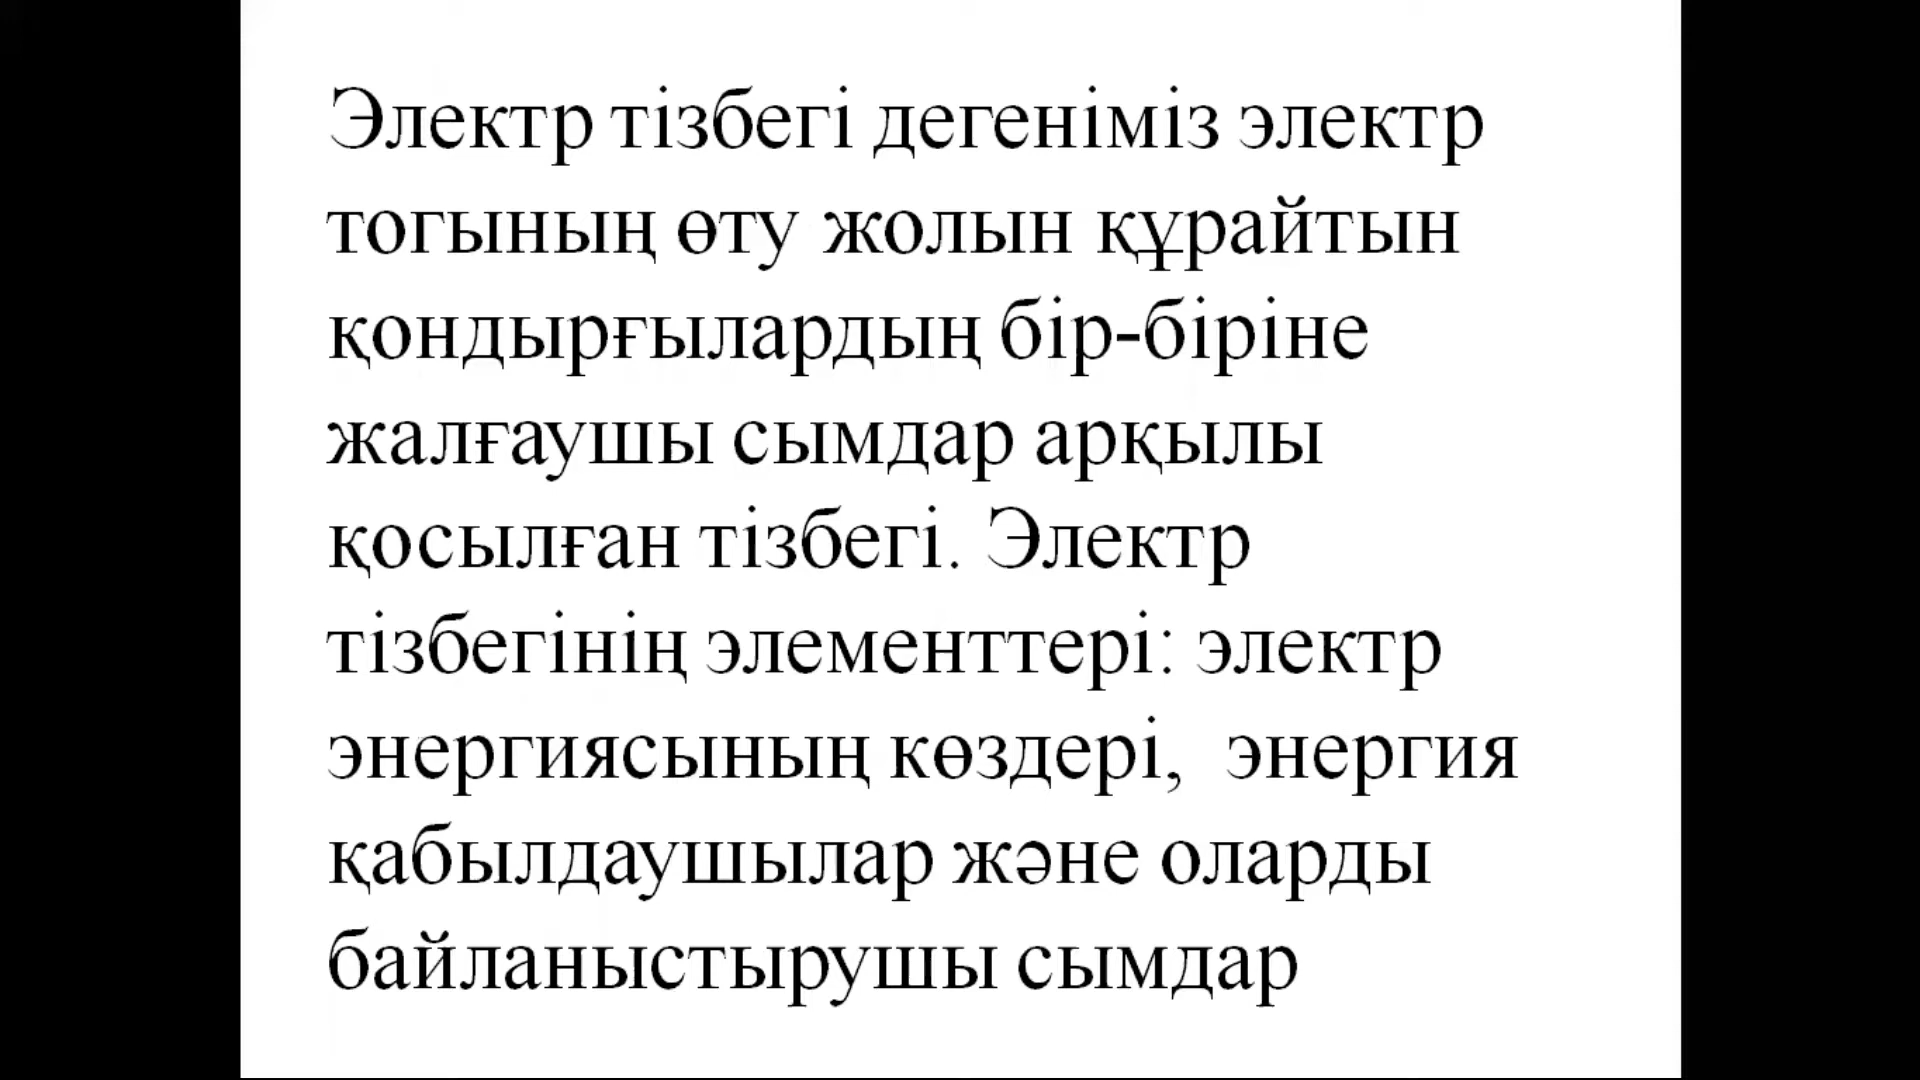 Электр тізбегі дегеніміз электр
тогының өту жолын құрайтын
қондырғылардың бір-біріне
жалғаушы сымдар арқылы
қосылған тізбегі. Электр
тізбегінің элементтері: электр
энергиясының көздері,  энергия
қабылдаушылар және оларды
байланыстырушы сымдар